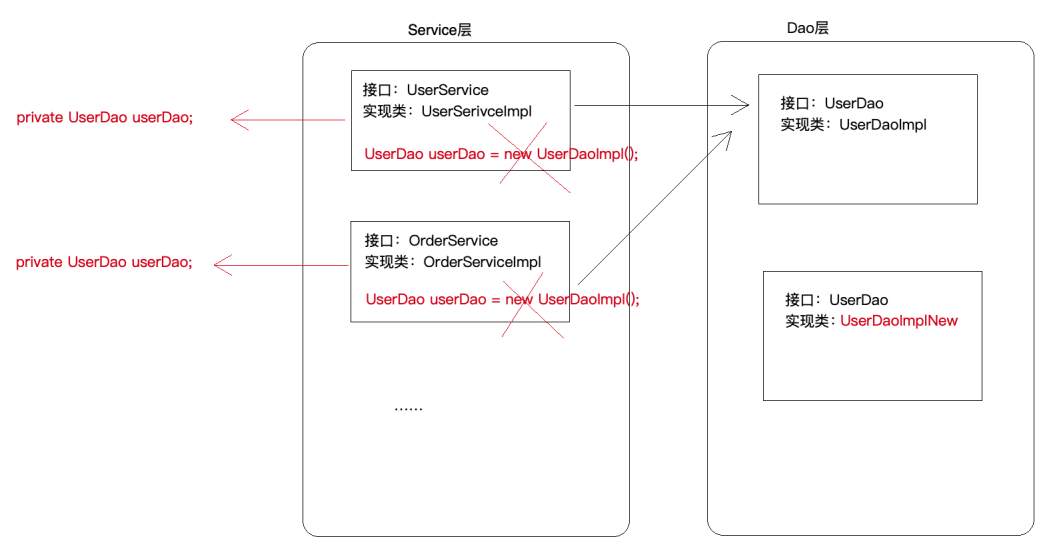 Service层
Dao层
接口：UserService
实现类：UserSerivceImpl
UserDao userDao = new UserDaoImpl();
private UserDao userDao;
接口：UserDao
实现类：UserDaoImpl
接口：OrderService
实现类：OrderServiceImpl
UserDao userDao = new UserDaoImpl();
private UserDao userDao;
接口：UserDao
实现类：UserDaoImplNew
……